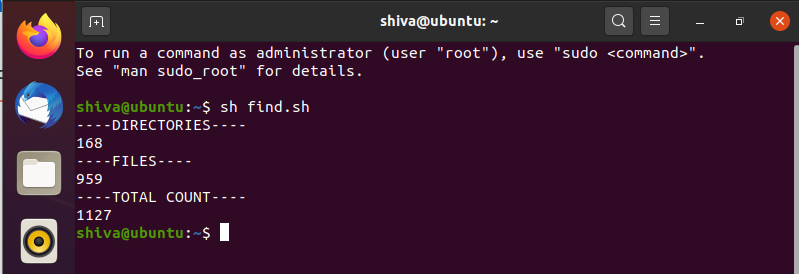 shiva@ubuntu: ~
To run a command as administrator (user "root"), use "sudo <command>".
See "man sudo_root" for details.
shiva@ubuntu:~$ sh find.sh
----DIRECTORIES----
168
----FILES----
959
----TOTAL COUNT----
1127
shiva@ubuntu:~$